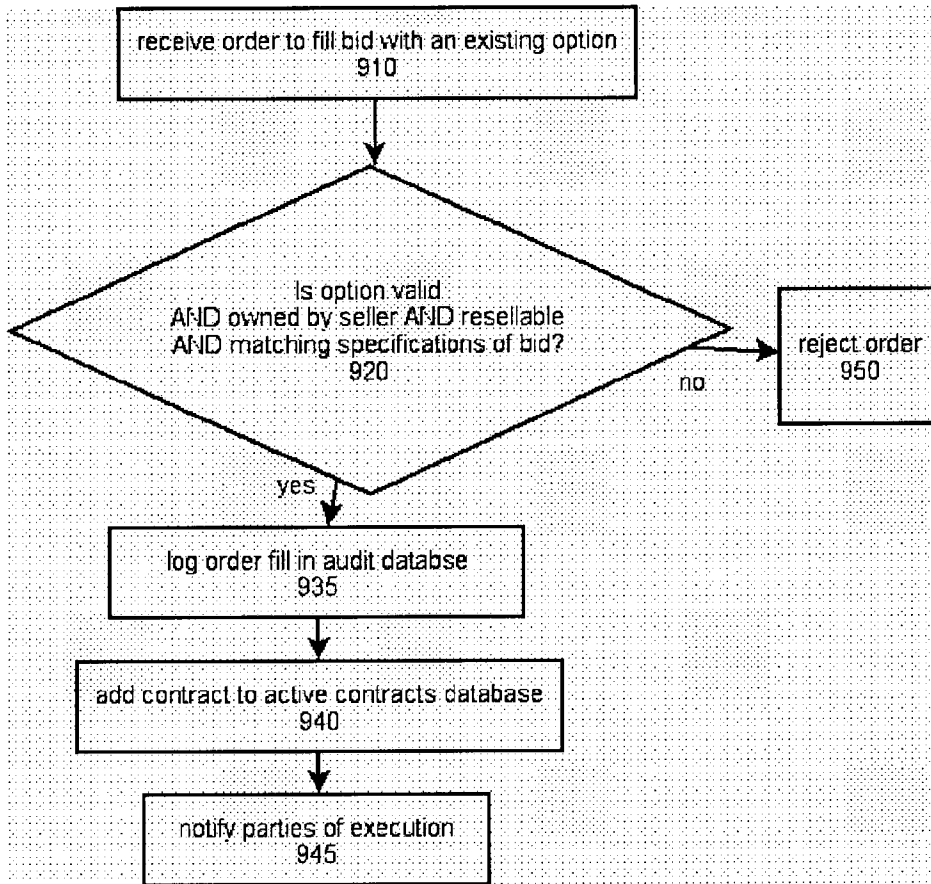 receive order to fill bid with an existing option
910
Is option valid
AND owned by seller AND resellable
AND matching specifications of bid?
920
reject order
950
no
yes
log order fill in audit databse
935
add contract to active contracts database
940
notify parties of execution
945